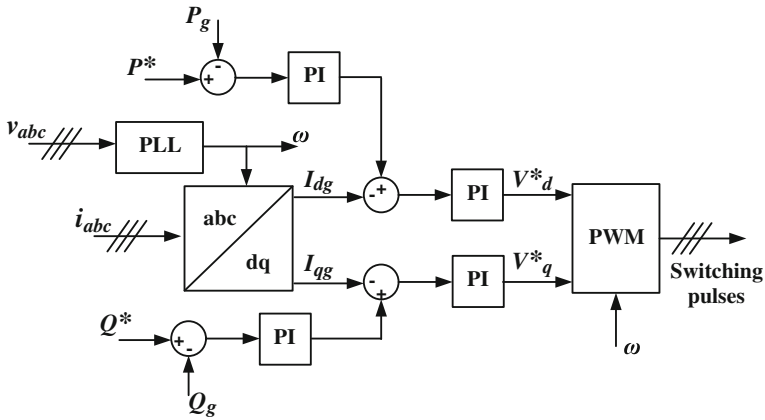 P_g
-
P*
+
PI
v_abc
PLL
ω
abc
dq
i_abc
I_dg
- +
PI
V*_d
PWM
Switching
pulses
I_qg
-
+
PI
V*_q
ω
Q*
+
-
PI
Q_g